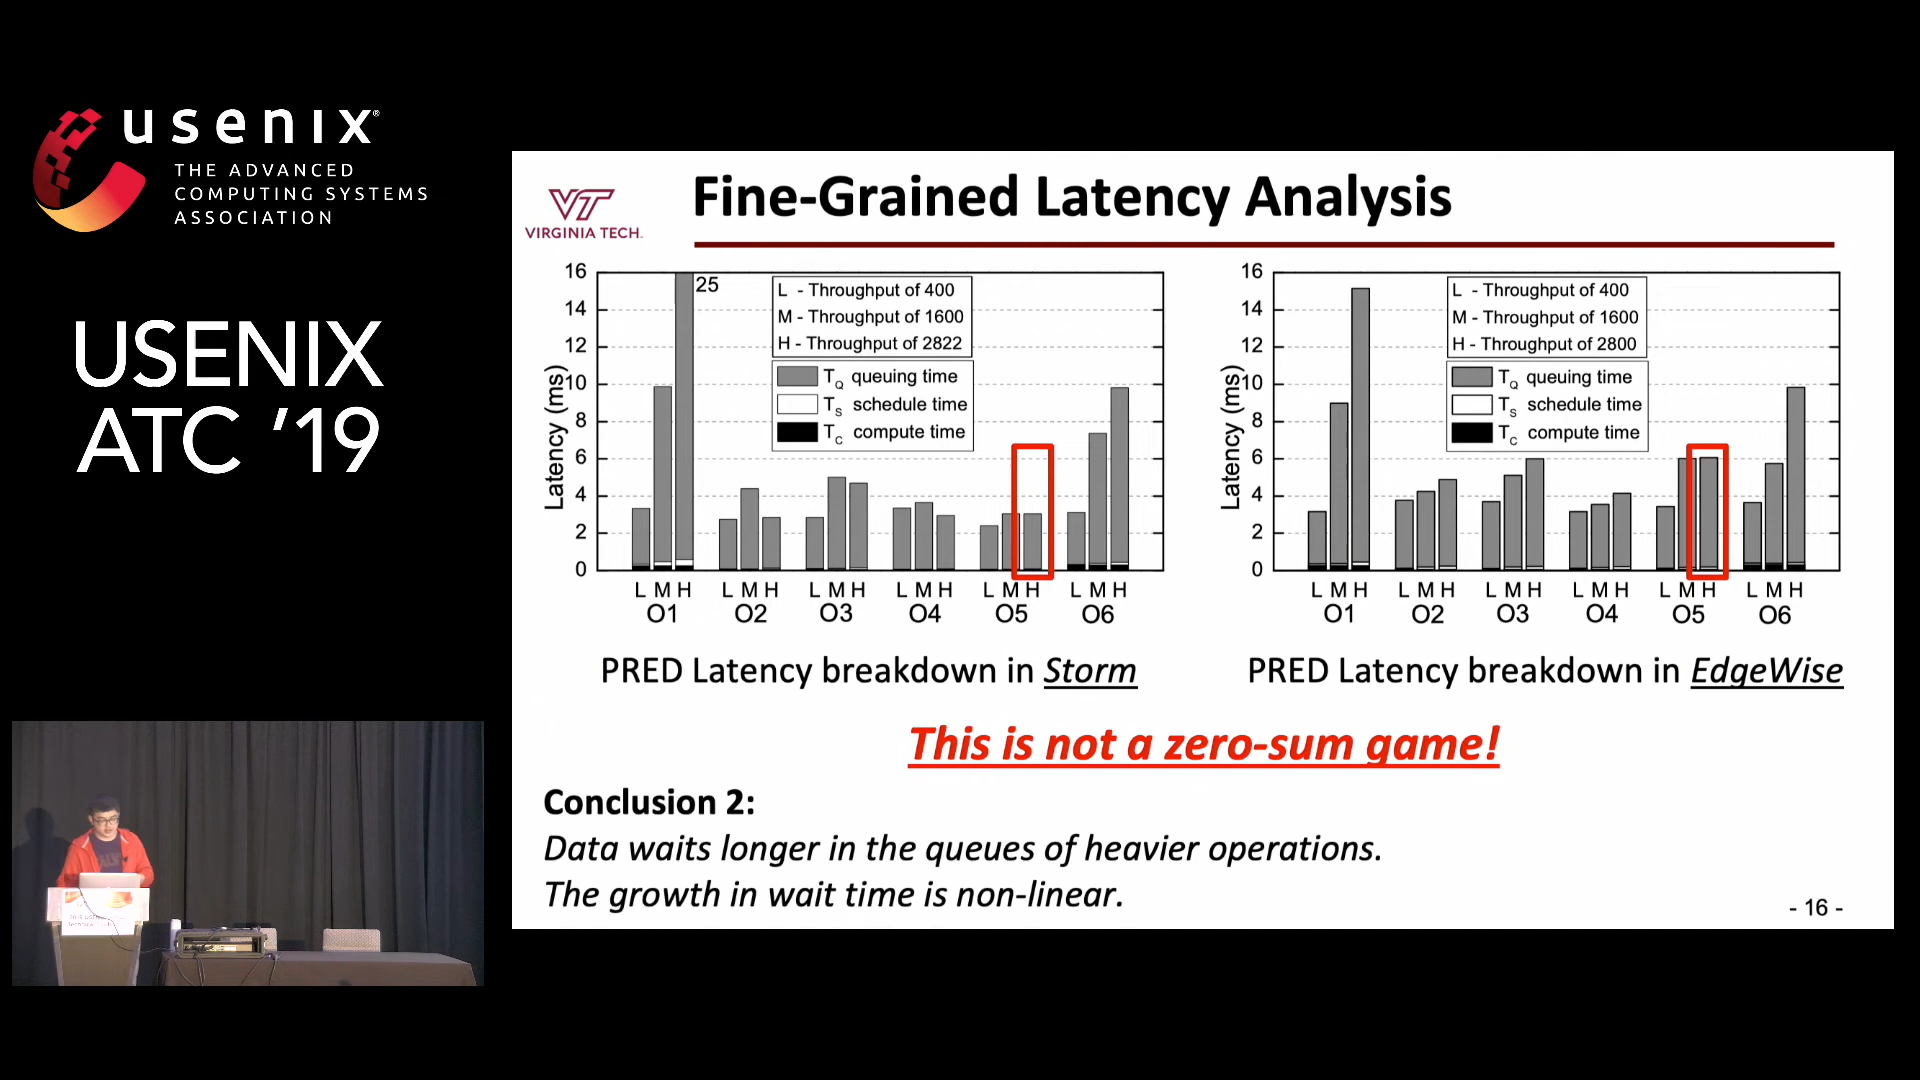 usenix®
THE ADVANCED
COMPUTING SYSTEMS
ASSOCIATION
USENIX
ATC ’19
VT
VIRGINIA TECH.
Fine-Grained Latency Analysis
16
14
12
10
8
6
4
2
0
Latency (ms)
25
L - Throughput of 400
M - Throughput of 1600
H - Throughput of 2822
TQ queuing time
TS schedule time
TC compute time
L M H L M H L M H L M H L M H L M H
O1 O2 O3 O4 O5 O6
PRED Latency breakdown in Storm
16
14
12
10
8
6
4
2
0
Latency (ms)
L - Throughput of 400
M - Throughput of 1600
H - Throughput of 2800
TQ queuing time
TS schedule time
TC compute time
L M H L M H L M H L M H L M H L M H
O1 O2 O3 O4 O5 O6
PRED Latency breakdown in EdgeWise
This is not a zero-sum game!
Conclusion 2:
Data waits longer in the queues of heavier operations.
The growth in wait time is non-linear.
- 16 -